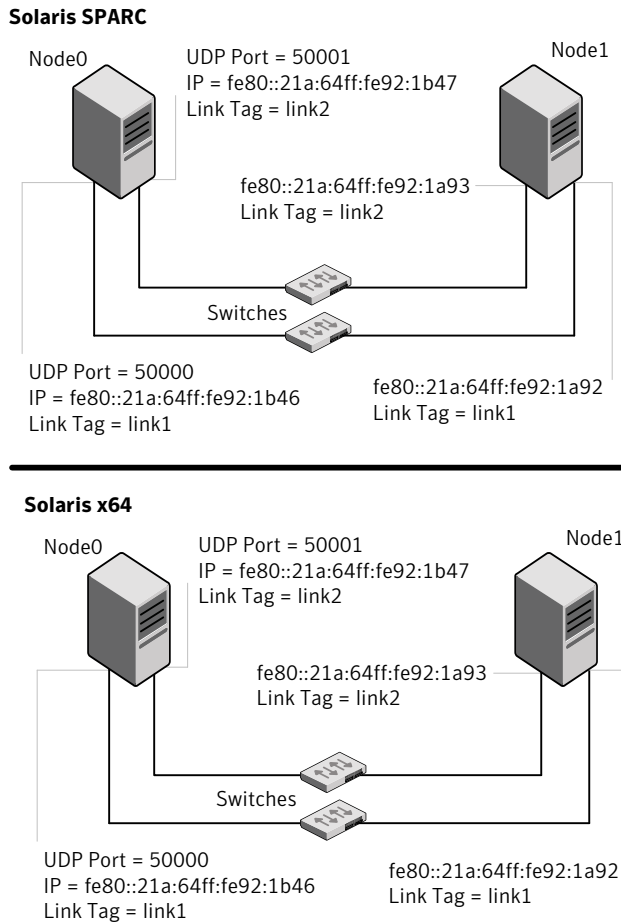 Solaris SPARC
Node0
UDP Port = 50001
IP = fe80::21a:64ff:fe92:1b47
Link Tag = link2
Node1
fe80::21a:64ff:fe92:1a93
Link Tag = link2
Switches
UDP Port = 50000
IP = fe80::21a:64ff:fe92:1b46
Link Tag = link1
fe80::21a:64ff:fe92:1a92
Link Tag = link1
Solaris x64
Node0
UDP Port = 50001
IP = fe80::21a:64ff:fe92:1b47
Link Tag = link2
Node1
fe80::21a:64ff:fe92:1a93
Link Tag = link2
Switches
UDP Port = 50000
IP = fe80::21a:64ff:fe92:1b46
Link Tag = link1
fe80::21a:64ff:fe92:1a92
Link Tag = link1